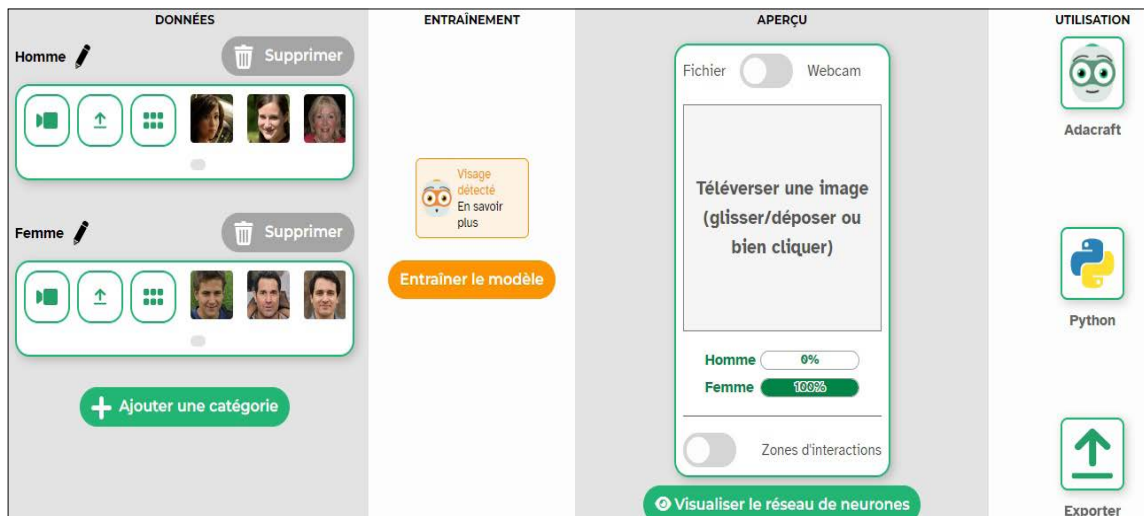 DONNÉES
Homme
Supprimer
Femme
Supprimer
Ajouter une catégorie
ENTRAÎNEMENT
Visage
détecté
En savoir
plus
Entraîner le modèle
APERÇU
Fichier
Webcam
Téléverser une image
(glisser/déposer ou
bien cliquer)
Homme 0%
Femme 100%
Zones d'interactions
Visualiser le réseau de neurones
UTILISATION
Adacraft
Python
Exporter